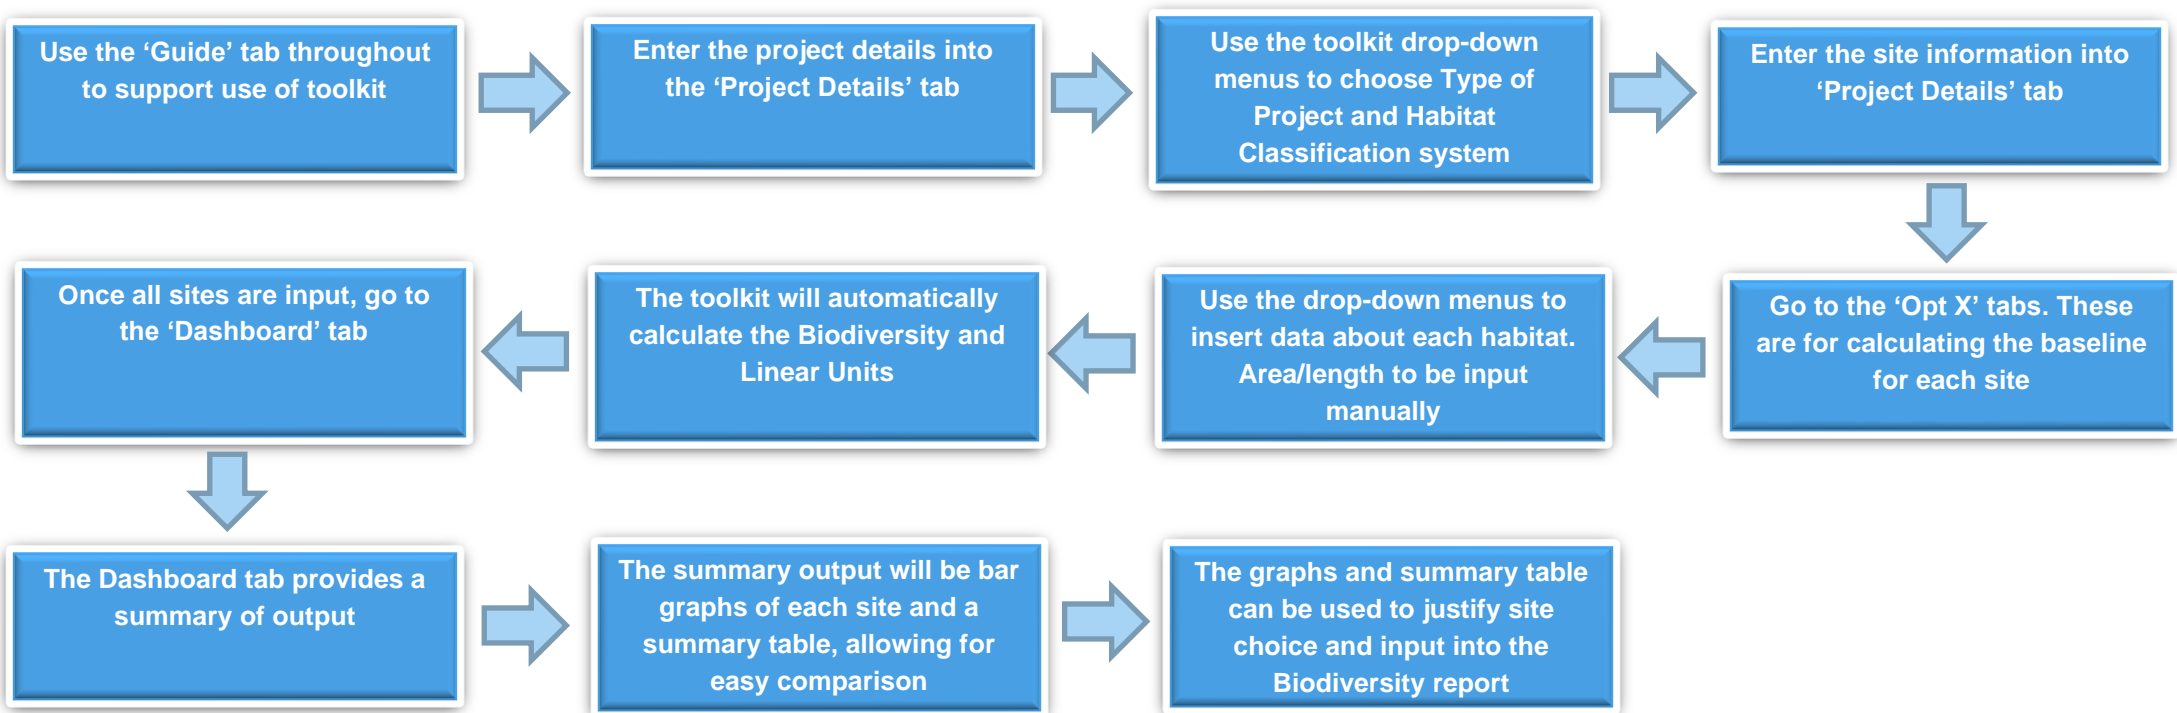 Use the ‘Guide’ tab throughout
to support use of toolkit
Enter the project details into
the ‘Project Details’ tab
Use the toolkit drop-down
menus to choose Type of
Project and Habitat
Classification system
Enter the site information into
‘Project Details’ tab
Go to the ‘Opt X’ tabs. These
are for calculating the baseline
for each site
Use the drop-down menus to
insert data about each habitat.
Area/length to be input
manually
The toolkit will automatically
calculate the Biodiversity and
Linear Units
Once all sites are input, go to
the ‘Dashboard’ tab
The Dashboard tab provides a
summary of output
The summary output will be bar
graphs of each site and a
summary table, allowing for
easy comparison
The graphs and summary table
can be used to justify site
choice and input into the
Biodiversity report